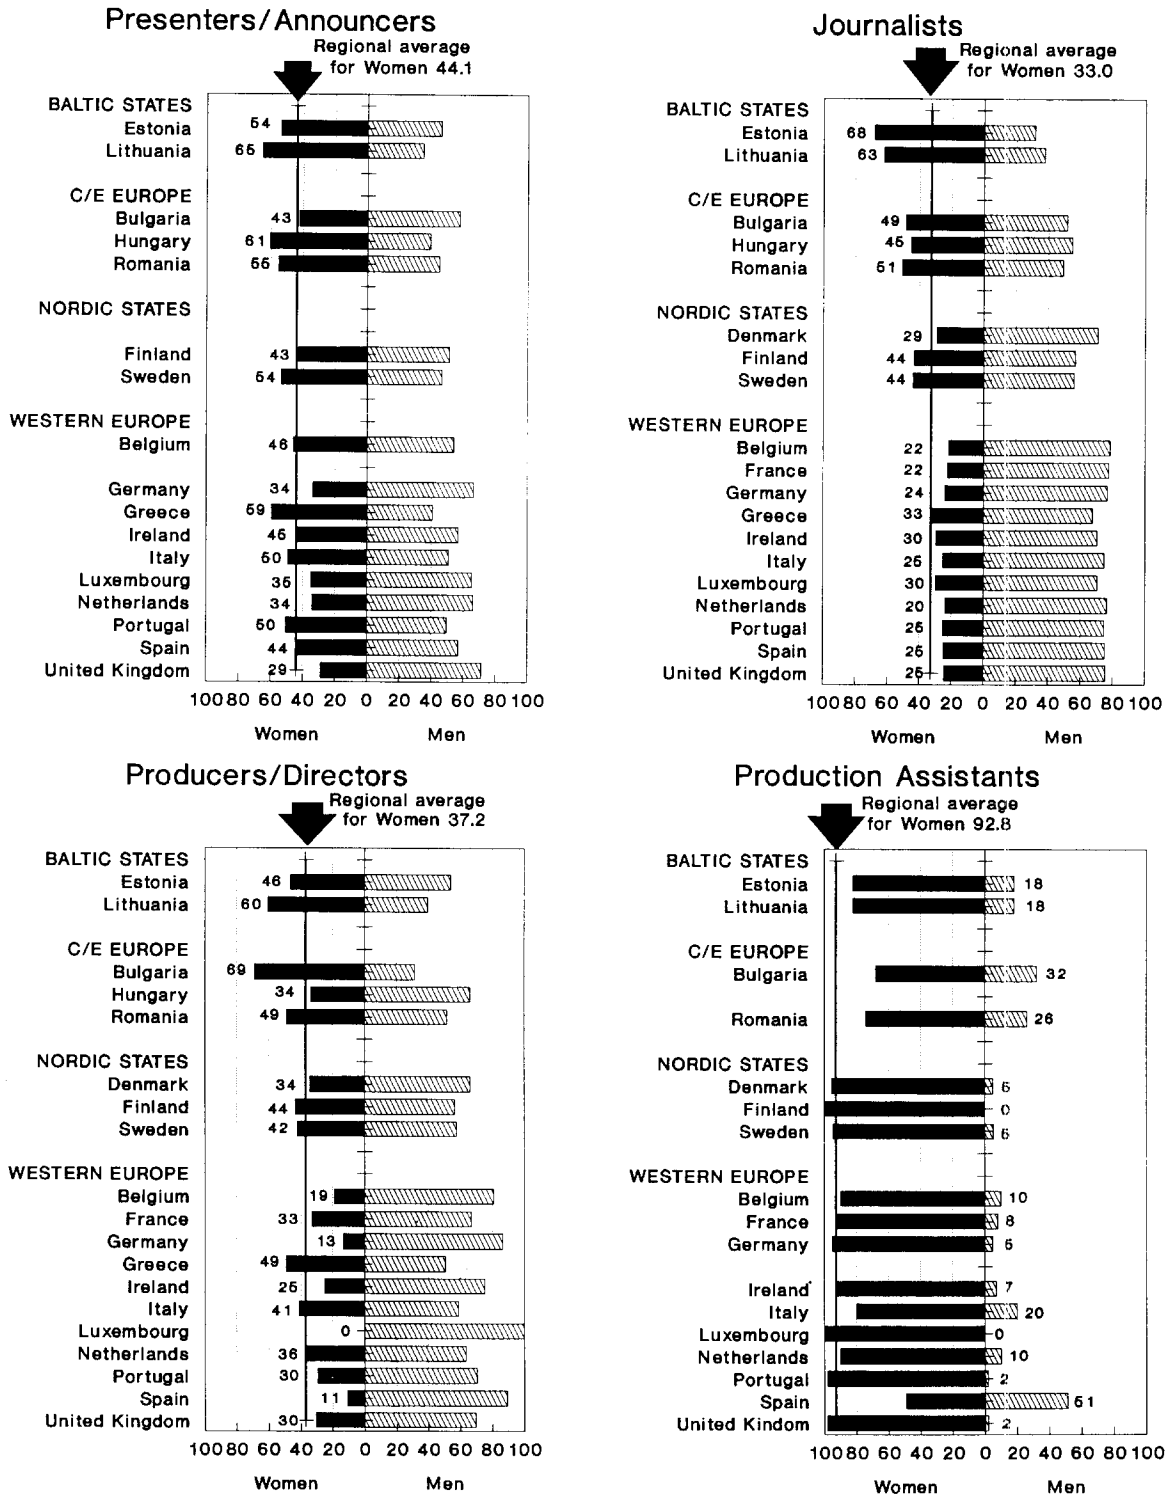 Presenters/Announcers
Regional average
for Women 44.1
BALTIC STATES
Estonia 54
Lithuania 65
C/E EUROPE
Bulgaria 43
Hungary 61
Romania 55
NORDIC STATES
Finland 43
Sweden 54
WESTERN EUROPE
Belgium 46
Germany 34
Greece 59
Ireland 45
Italy 50
Luxembourg 35
Netherlands 34
Portugal 50
Spain 44
United Kingdom 29
100 80 60 40 20 0 20 40 60 80 100
Women Men
Journalists
Regional average
for Women 33.0
BALTIC STATES
Estonia 68
Lithuania 63
C/E EUROPE
Bulgaria 49
Hungary 45
Romania 51
NORDIC STATES
Denmark 29
Finland 44
Sweden 44
WESTERN EUROPE
Belgium 22
France 22
Germany 24
Greece 33
Ireland 30
Italy 25
Luxembourg 30
Netherlands 20
Portugal 25
Spain 25
United Kingdom 25
100 80 60 40 20 0 20 40 60 80 100
Women Men
Producers/Directors
Regional average
for Women 37.2
BALTIC STATES
Estonia 46
Lithuania 60
C/E EUROPE
Bulgaria 69
Hungary 34
Romania 49
NORDIC STATES
Denmark 34
Finland 44
Sweden 42
WESTERN EUROPE
Belgium 19
France 33
Germany 13
Greece 49
Ireland 25
Italy 41
Luxembourg 0
Netherlands 36
Portugal 30
Spain 11
United Kingdom 30
100 80 60 40 20 0 20 40 60 80 100
Women Men
Production Assistants
Regional average
for Women 92.8
BALTIC STATES
Estonia 18
Lithuania 18
C/E EUROPE
Bulgaria 32
Romania 26
NORDIC STATES
Denmark 5
Finland 0
Sweden 5
WESTERN EUROPE
Belgium 10
France 8
Germany 5
Ireland 7
Italy 20
Luxembourg 0
Netherlands 10
Portugal 2
Spain 51
United Kindom 2
100 80 60 40 20 0 20 40 60 80 100
Women Men